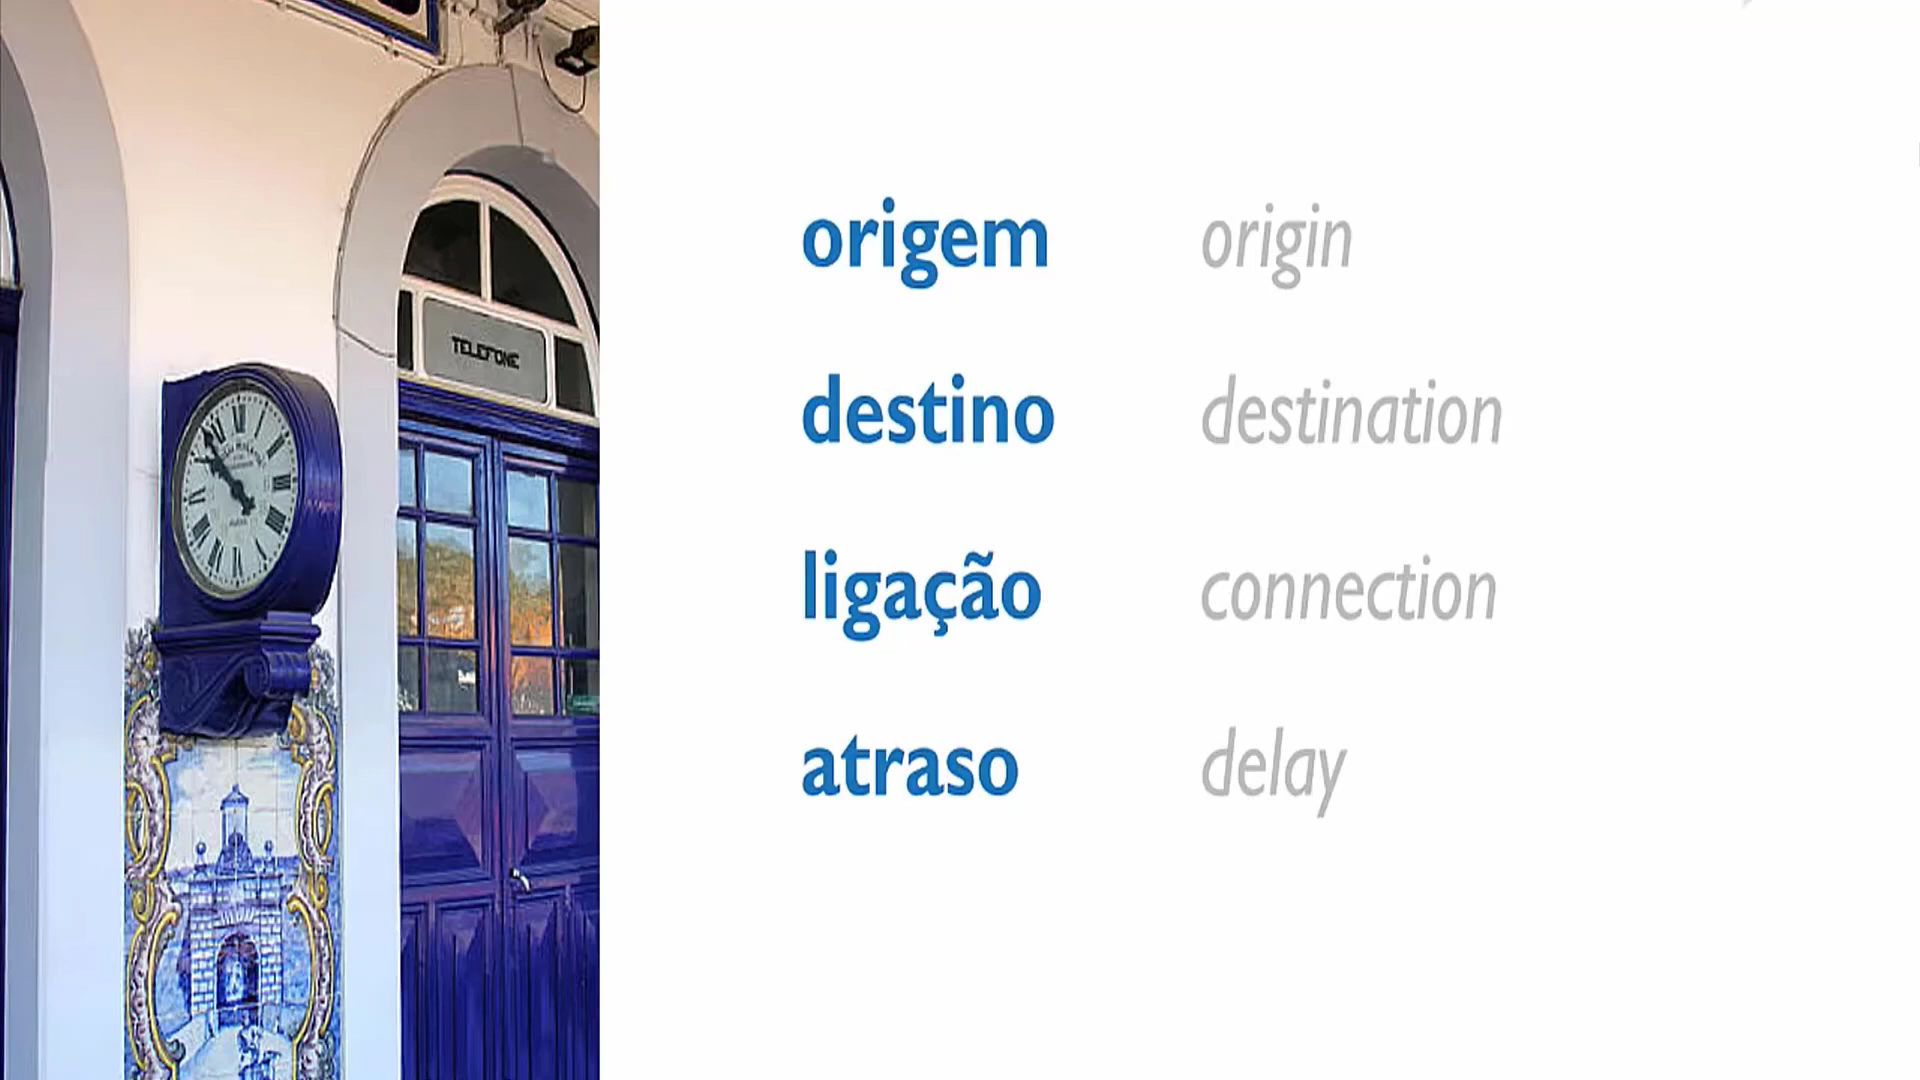 TELEFONE
origem origin
destino destination
ligação connection
atraso delay